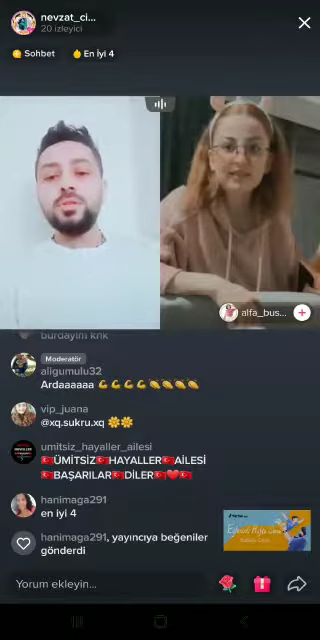 nevzat_ci...
20 izleyici
Sohbet
En İyi 4
alfa_bus...
burdayım knk
Moderatör
aligumulu32
Ardaaaaaa 💪💪💪💪👏👏👏👏
vip_juana
@xq.sukru.xq 🌼🌼
umitsiz_hayaller_ailesi
🇹🇷ÜMİTSİZ🇹🇷HAYALLER🇹🇷AİLESİ
🇹🇷BAŞARILAR🇹🇷DİLER🇹🇷❤️🇹🇷
hanimaga291
en iyi 4
hanimaga291, yayıncıya beğeniler
gönderdi
Yorum ekleyin...